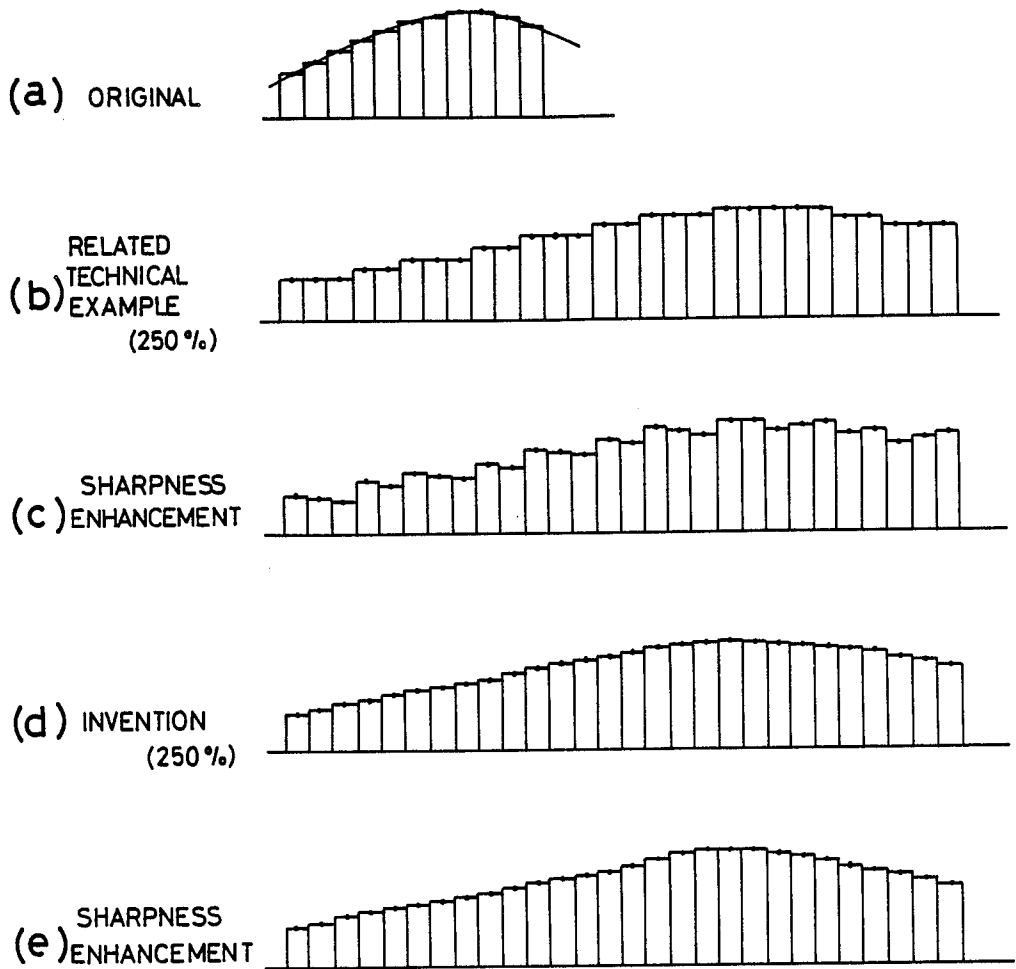 (a) ORIGINAL
(b) RELATED
TECHNICAL
EXAMPLE
(250%)
(c) SHARPNESS
ENHANCEMENT
(d) INVENTION
(250%)
(e) SHARPNESS
ENHANCEMENT